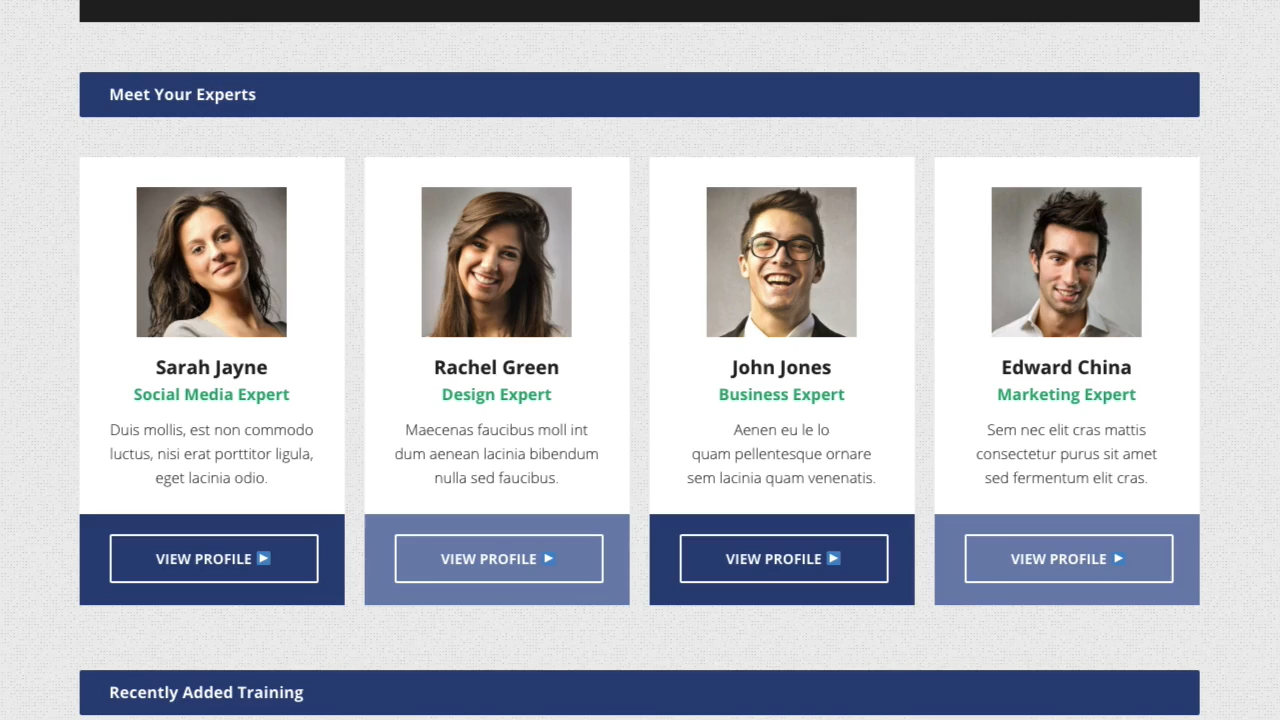 Meet Your Experts
Sarah Jayne
Social Media Expert
Duis mollis, est non commodo
luctus, nisi erat porttitor ligula,
eget lacinia odio.
VIEW PROFILE
Rachel Green
Design Expert
Maecenas faucibus moll int
dum aenean lacinia bibendum
nulla sed faucibus.
VIEW PROFILE
John Jones
Business Expert
Aenen eu le lo
quam pellentesque ornare
sem lacinia quam venenatis.
VIEW PROFILE
Edward China
Marketing Expert
Sem nec elit cras mattis
consectetur purus sit amet
sed fermentum elit cras.
VIEW PROFILE
Recently Added Training